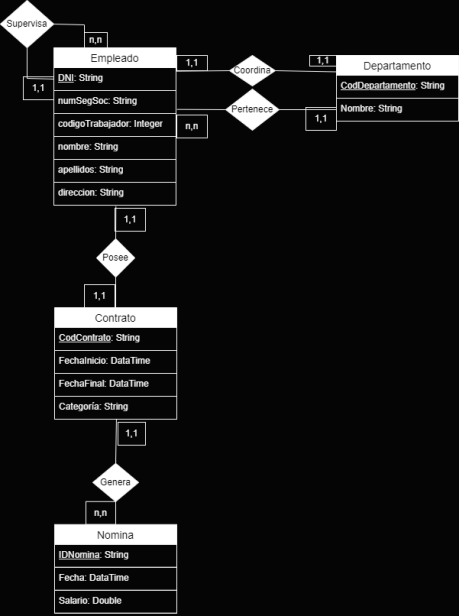 Supervisa
n,n
1,1
Empleado
DNI: String
numSegSoc: String
codigoTrabajador: Integer
nombre: String
apellidos: String
direccion: String
1,1
Coordina
1,1
n,n
Pertenece
1,1
Departamento
CodDepartamento: String
Nombre: String
1,1
Posee
1,1
Contrato
CodContrato: String
FechaInicio: DataTime
FechaFinal: DataTime
Categoría: String
1,1
Genera
n,n
Nomina
IDNomina: String
Fecha: DataTime
Salario: Double